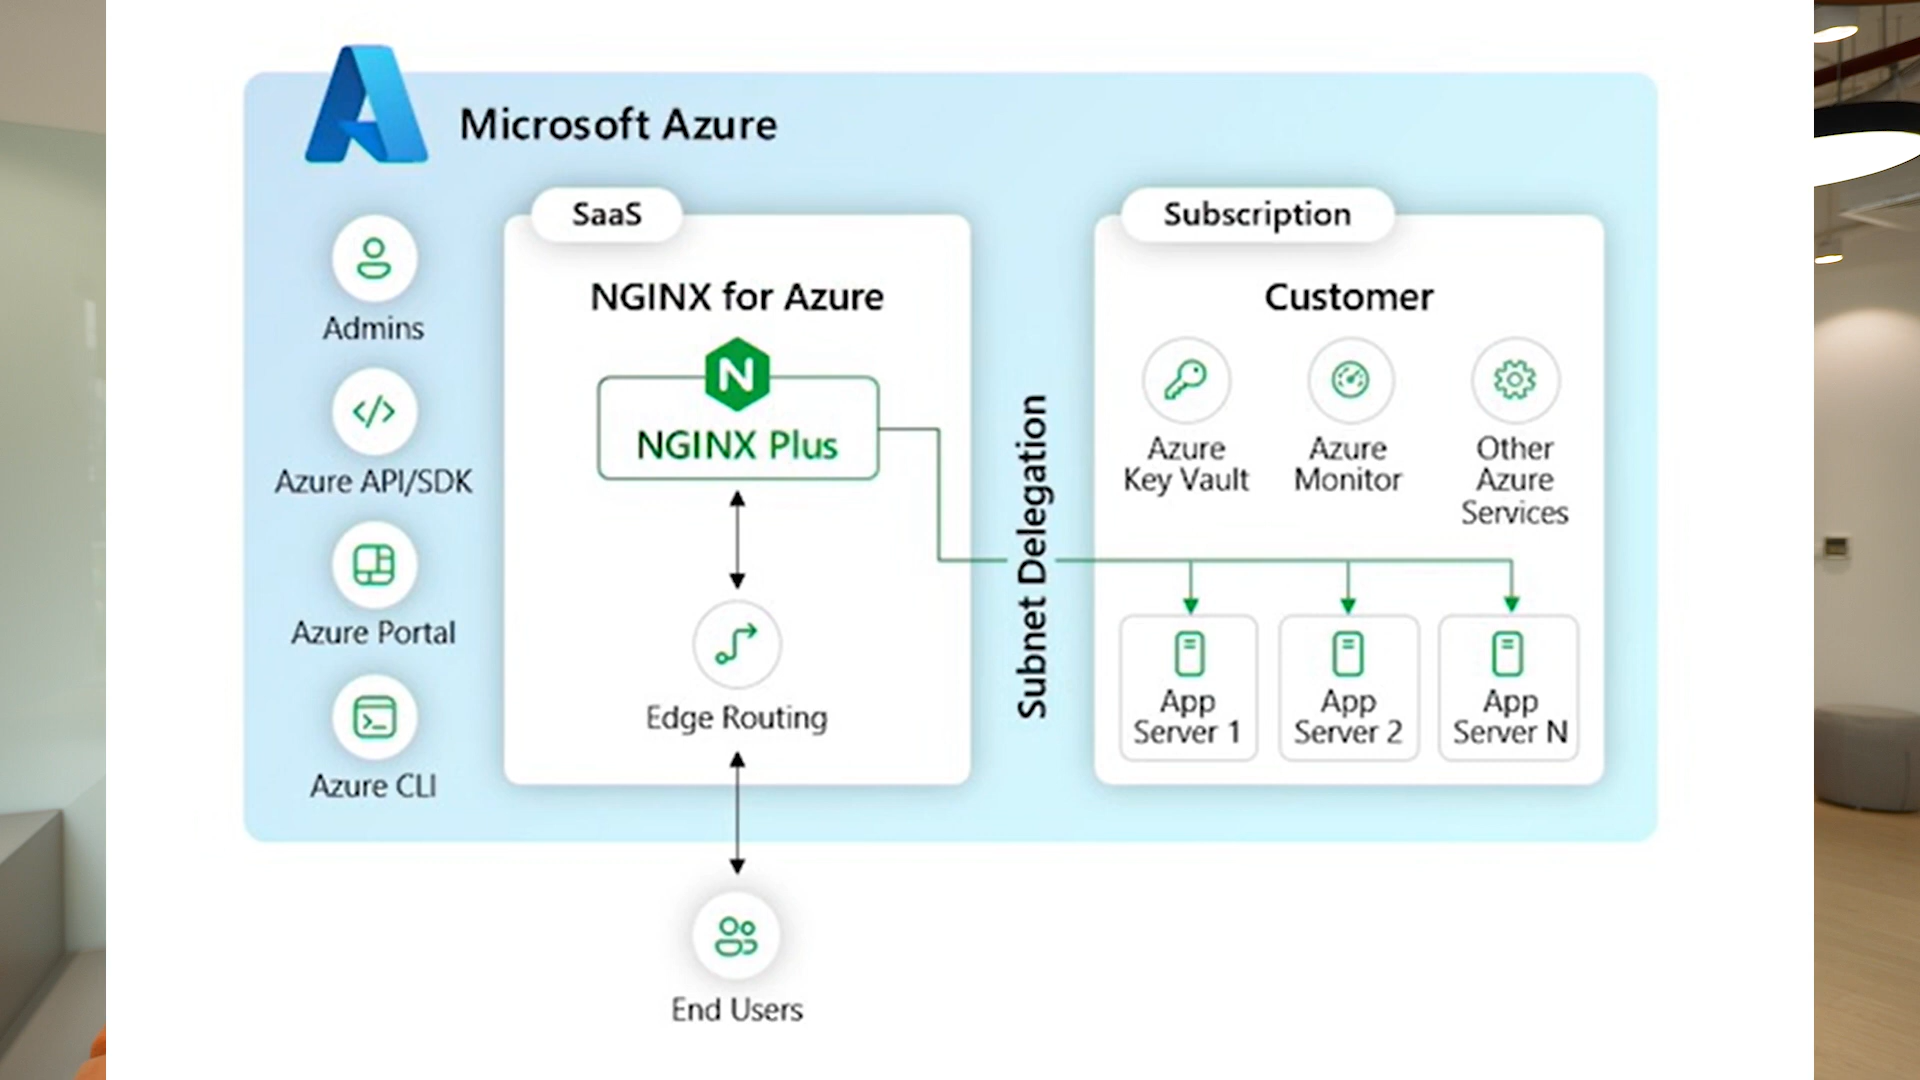 Microsoft Azure
Admins
Azure API/SDK
Azure Portal
Azure CLI
SaaS
NGINX for Azure
N
NGINX Plus
Edge Routing
End Users
Subnet Delegation
Subscription
Customer
Azure
Key Vault
Azure
Monitor
Other
Azure
Services
App
Server 1
App
Server 2
App
Server N